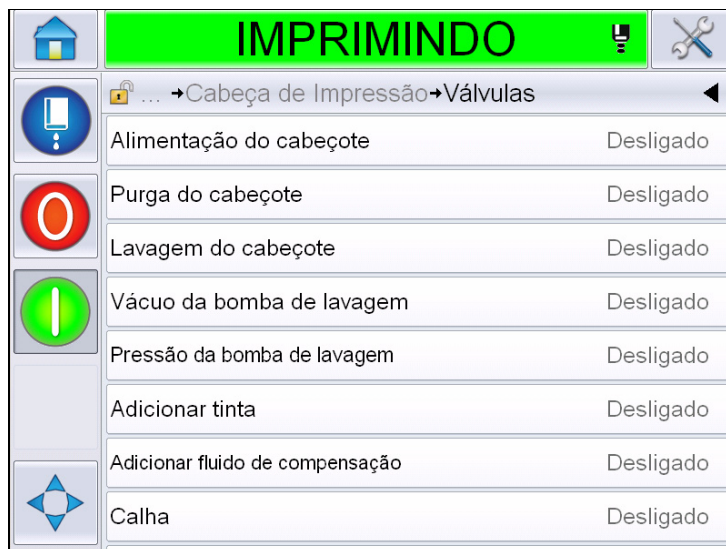 IMPRIMINDO
... →Cabeça de Impressão→Válvulas
Alimentação do cabeçote Desligado
Purga do cabeçote Desligado
Lavagem do cabeçote Desligado
Vácuo da bomba de lavagem Desligado
Pressão da bomba de lavagem Desligado
Adicionar tinta Desligado
Adicionar fluido de compensação Desligado
Calha Desligado